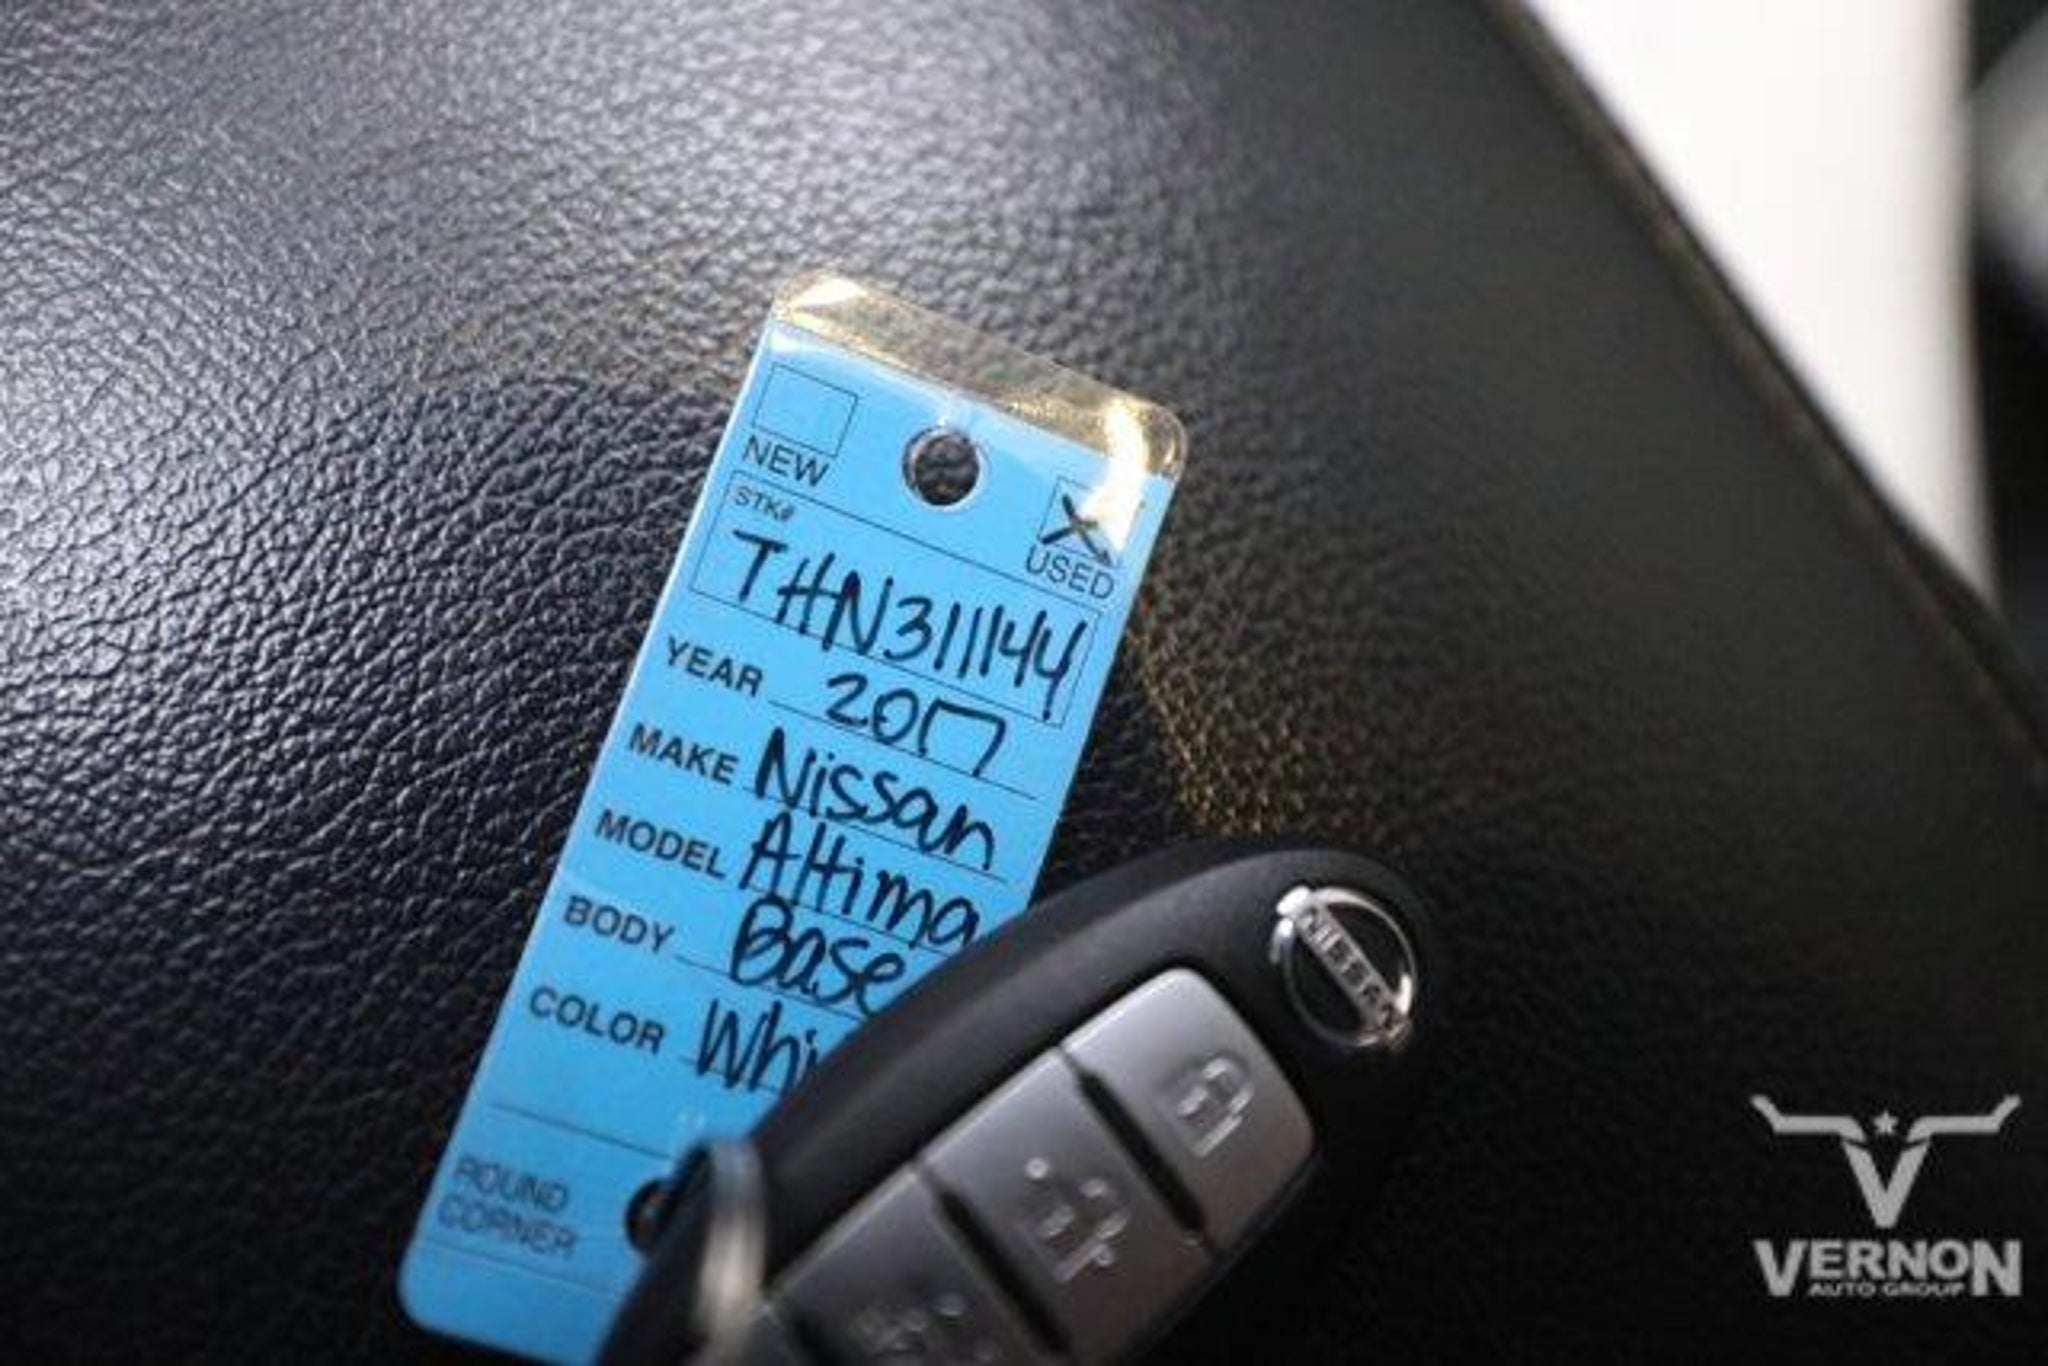 NEW
USED
STK#
THN311144
YEAR 2017
MAKE Nissan
MODEL Altima
BODY Base
COLOR Whi
ROUND
CORNER
NISSAN
VERNON
AUTO GROUP